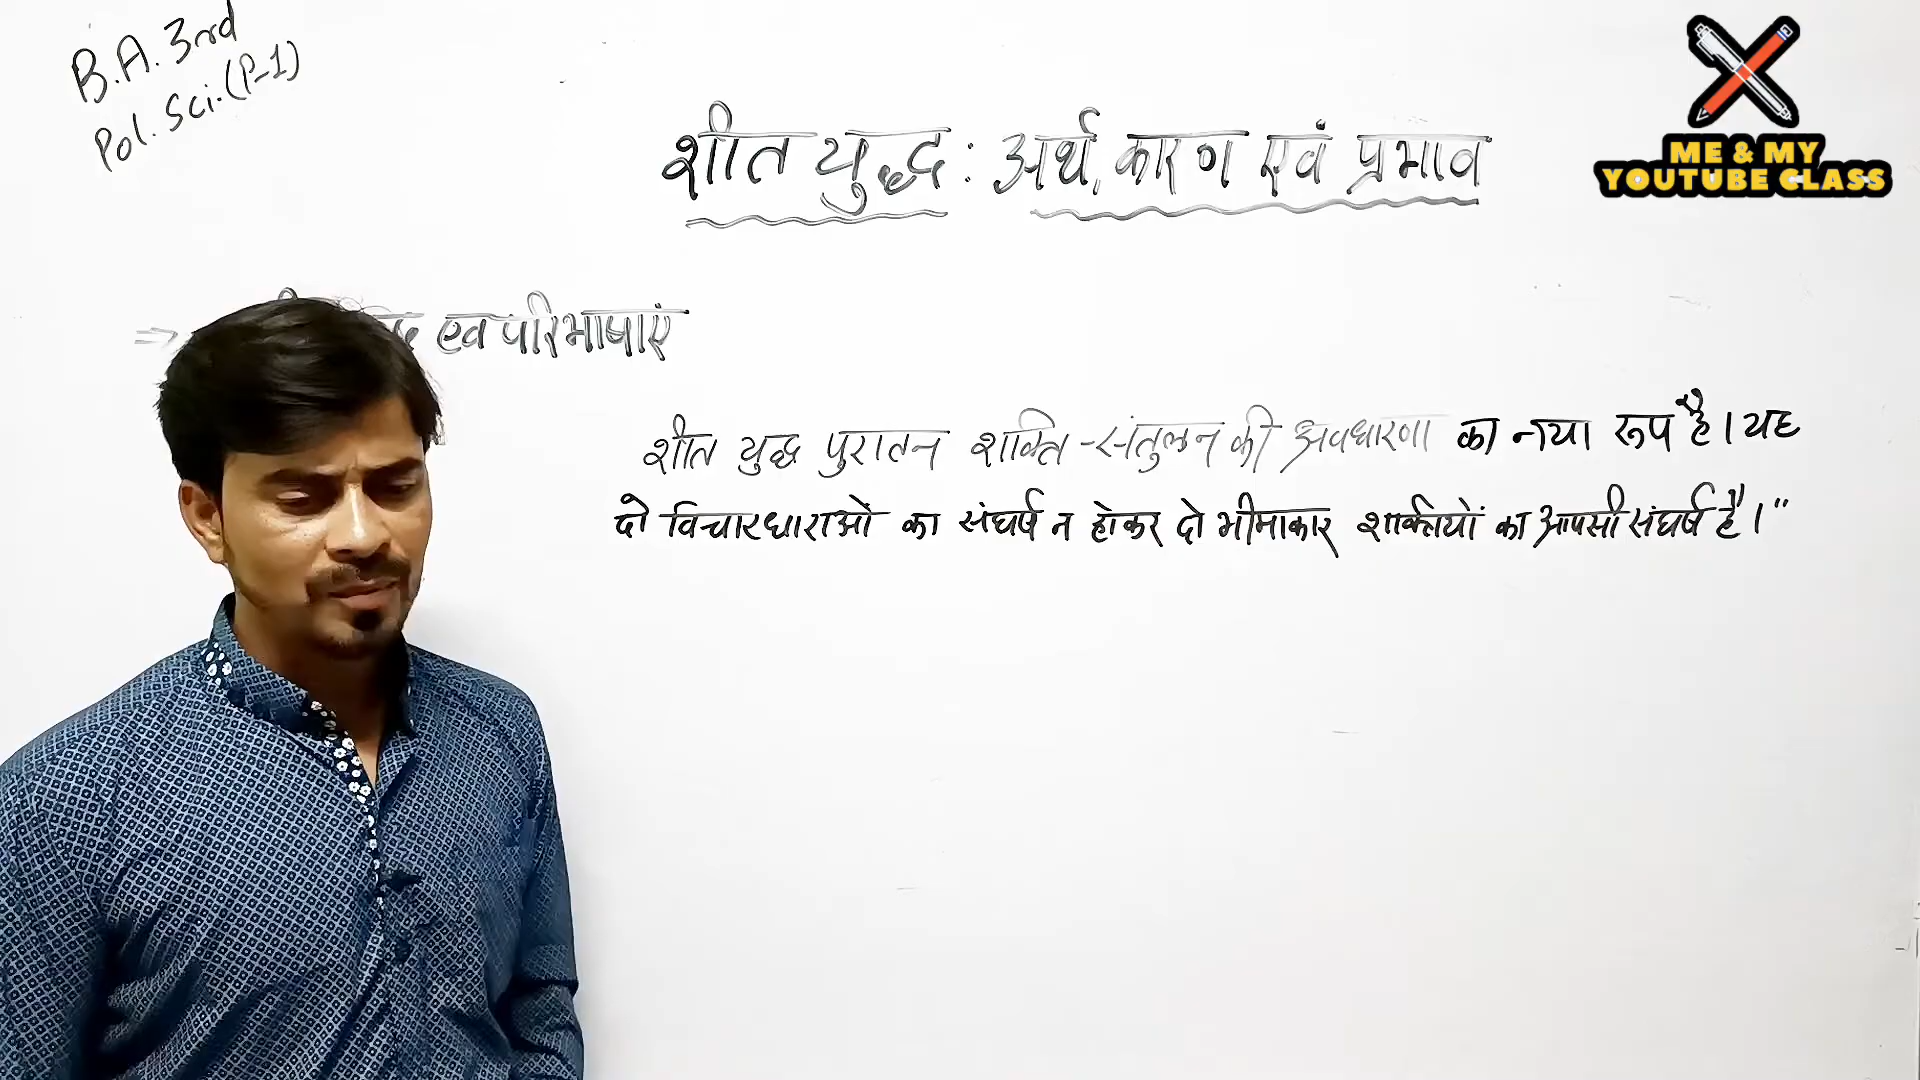 B.A. 3rd
Pol. Sci. (P-1)
ME & MY
YOUTUBE CLASS
शीत युद्ध : अर्थ, कारण एवं प्रभाव
⇒ एवं परिभाषाएं
शीत युद्ध पुरातन शक्ति-संतुलन की अवधारणा का नया रूप है। यह
दो विचारधाराओं का संघर्ष न होकर दो भीमाकार शक्तियों का आपसी संघर्ष है।"